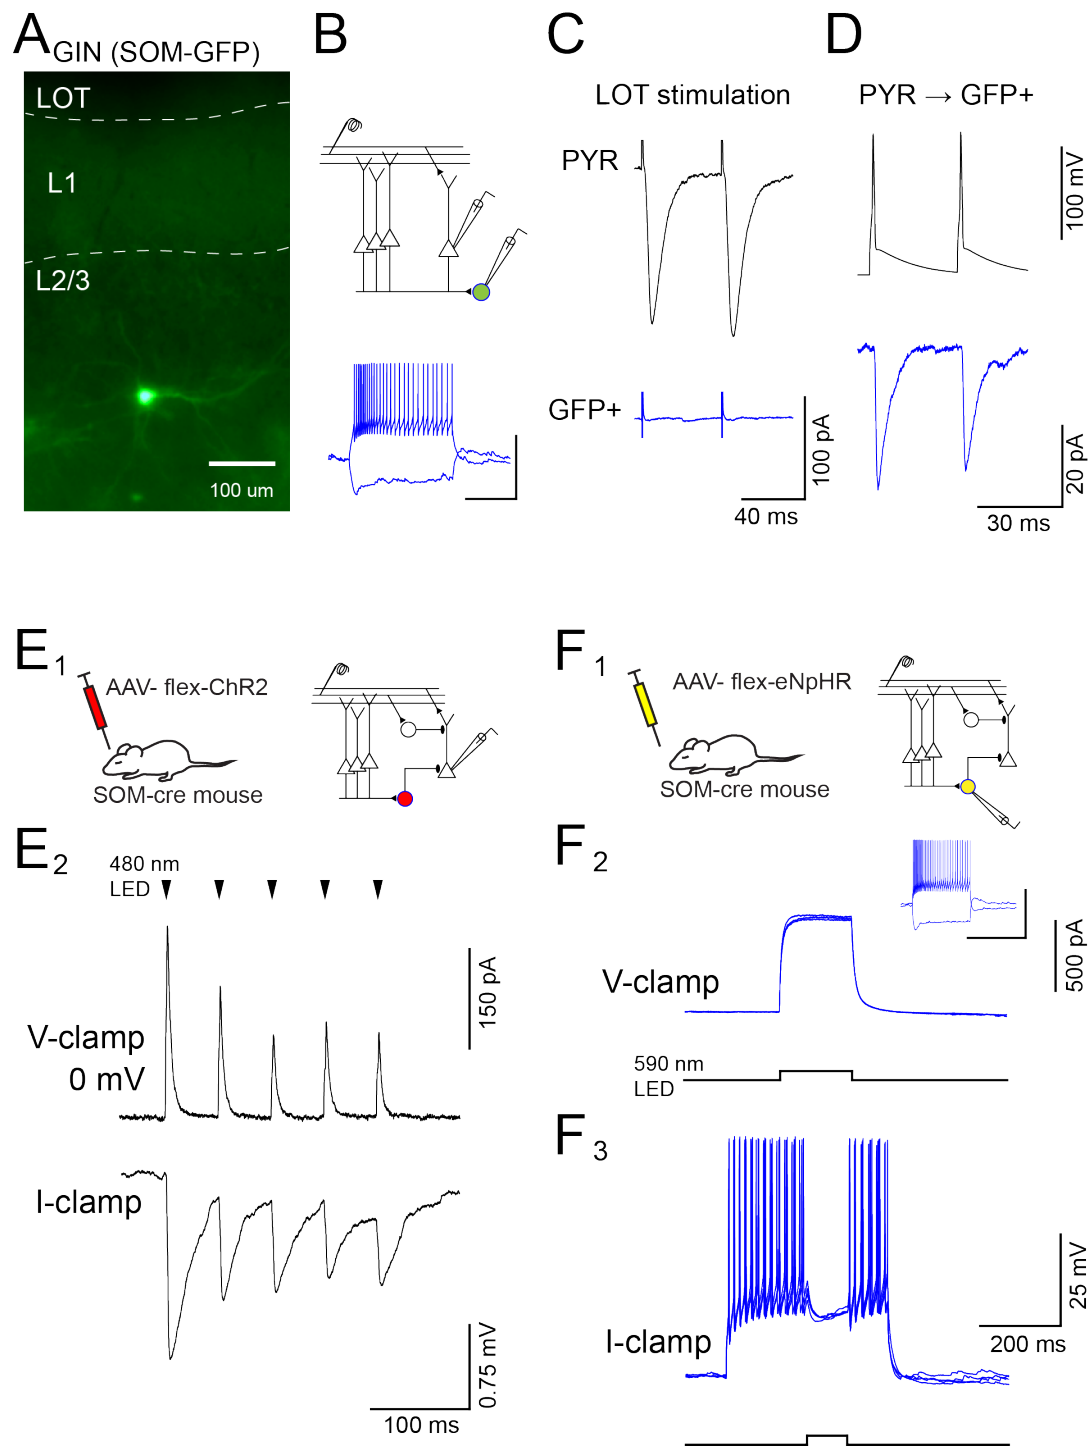 A
GIN (SOM-GFP)
LOT
L1
L2/3
100 um
B
C
LOT stimulation
PYR
GFP+
100 pA
40 ms
D
PYR → GFP+
100 mV
20 pA
30 ms
E 1
AAV- flex-ChR2
SOM-cre mouse
E 2
480 nm
LED
V-clamp
0 mV
150 pA
I-clamp
0.75 mV
100 ms
F 1
AAV- flex-eNpHR
SOM-cre mouse
F 2
V-clamp
500 pA
590 nm
LED
F 3
I-clamp
25 mV
200 ms